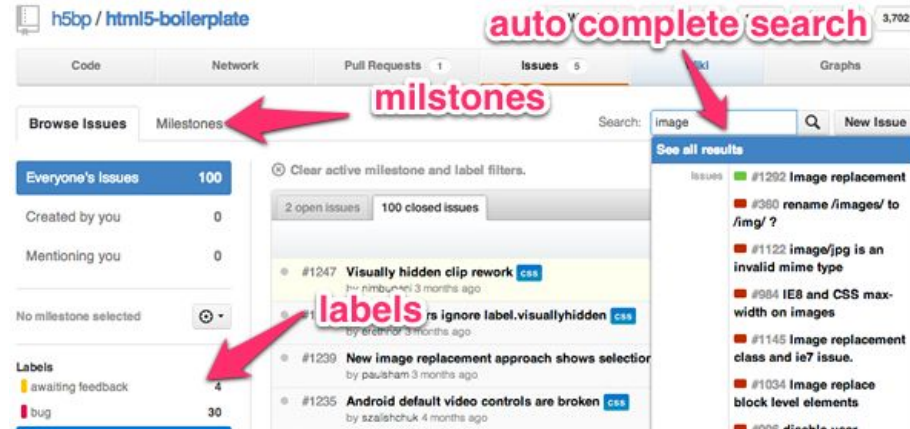 h5bp / html5-boilerplate
auto complete search
3,702
Code
Network
Pull Requests 1
Issues 5
Wiki
Graphs
milstones
Browse Issues
Milestones
Search:
image
New Issue
See all results
Everyone's Issues 100
Created by you 0
Mentioning you 0
No milestone selected
Labels
awaiting feedback 4
bug 30
Clear active milestone and label filters.
2 open issues
100 closed issues
#1247 Visually hidden clip rework css
3 months ago
labels
ignore label.visuallyhidden css
3 months ago
#1239 New image replacement approach shows selection
by paulsham 3 months ago
#1235 Android default video controls are broken css
by szalishchuk 4 months ago
Issues
#1292 Image replacement
#360 rename /images/ to
/img/ ?
#1122 image/jpg is an
invalid mime type
#984 IE8 and CSS max-
width on images
#1145 Image replacement
class and ie7 issue.
#1034 Image replace
block level elements